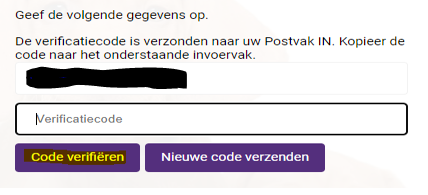 Geef de volgende gegevens op.
De verificatiecode is verzonden naar uw Postvak IN. Kopieer de
code naar het onderstaande invoervak.
Verificatiecode
Code verifiëren
Nieuwe code verzenden